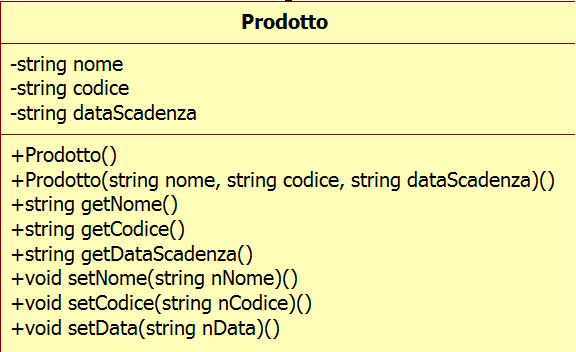 Prodotto
-string nome
-string codice
-string dataScadenza
+Prodotto()
+Prodotto(string nome, string codice, string dataScadenza)()
+string getNome()
+string getCodice()
+string getDataScadenza()
+void setNome(string nNome)()
+void setCodice(string nCodice)()
+void setData(string nData)()